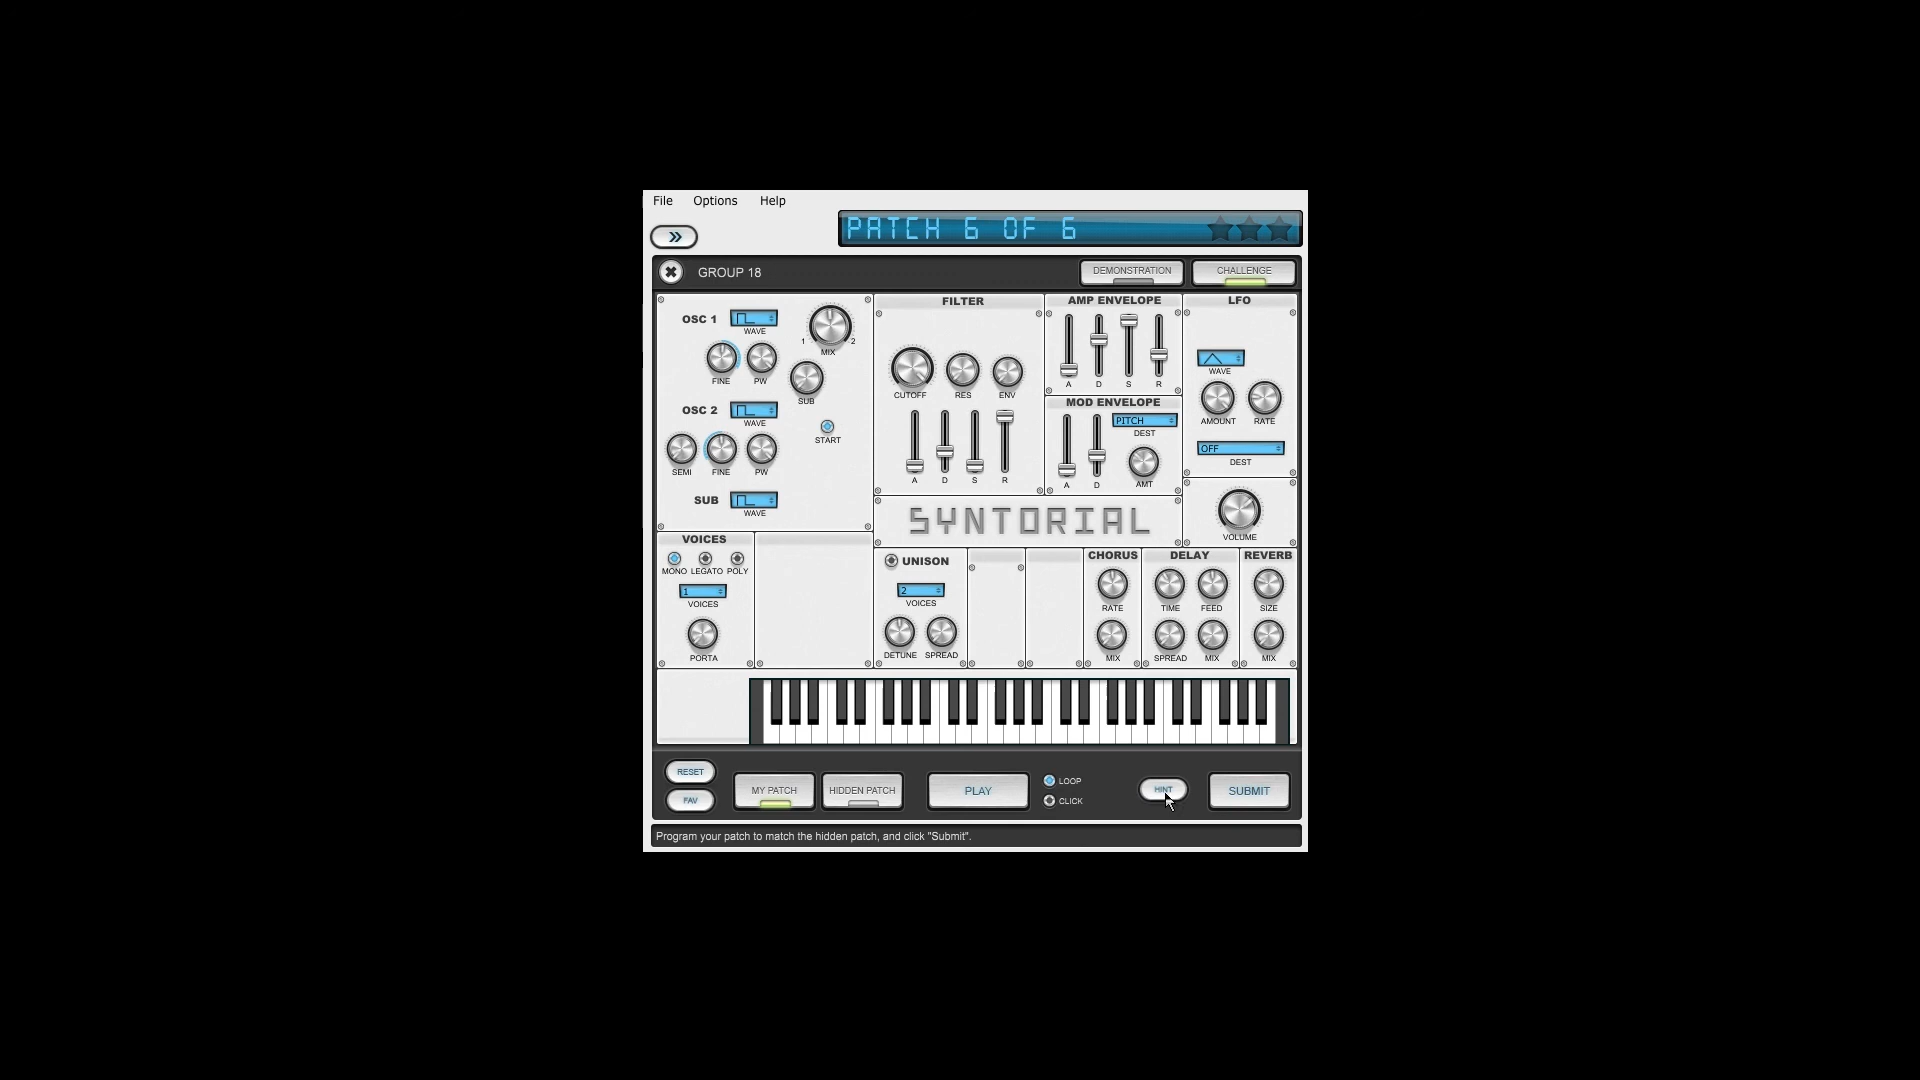 File Options Help
PATCH 6 OF 6
GROUP 18
DEMONSTRATION
CHALLENGE
OSC 1
WAVE
1 2
MIX
FINE PW
SUB
OSC 2
WAVE
START
SEMI FINE PW
SUB
WAVE
FILTER
CUTOFF RES ENV
A D S R
AMP ENVELOPE
A D S R
MOD ENVELOPE
PITCH
DEST
A D AMT
LFO
WAVE
AMOUNT RATE
OFF
DEST
SYNTORIAL
VOLUME
VOICES
MONO LEGATO POLY
1
VOICES
PORTA
UNISON
2
VOICES
DETUNE SPREAD
CHORUS
RATE
MIX
DELAY
TIME FEED
SPREAD MIX
REVERB
SIZE
MIX
RESET
FAV
MY PATCH
HIDDEN PATCH
PLAY
LOOP
CLICK
HINT
SUBMIT
Program your patch to match the hidden patch, and click "Submit".